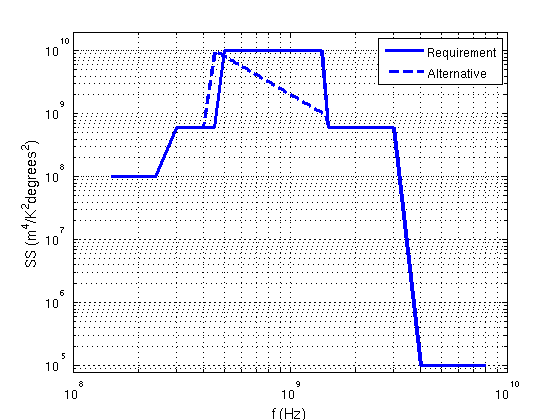 10^10
10^9
10^8
10^7
10^6
10^5
SS (m^4/K^2degrees^2)
Requirement
Alternative
10^8
10^9
10^10
f (Hz)